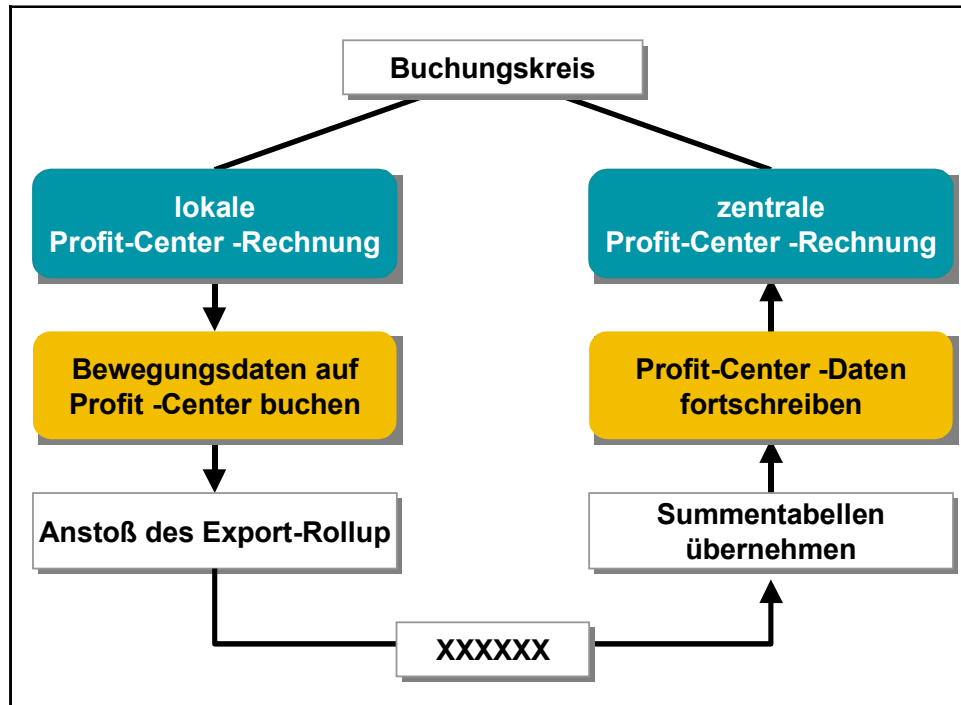 Buchungskreis
lokale
Profit-Center -Rechnung
zentrale
Profit-Center -Rechnung
Bewegungsdaten auf
Profit -Center buchen
Profit-Center -Daten
fortschreiben
Anstoß des Export-Rollup
Summentabellen
übernehmen
XXXXXX